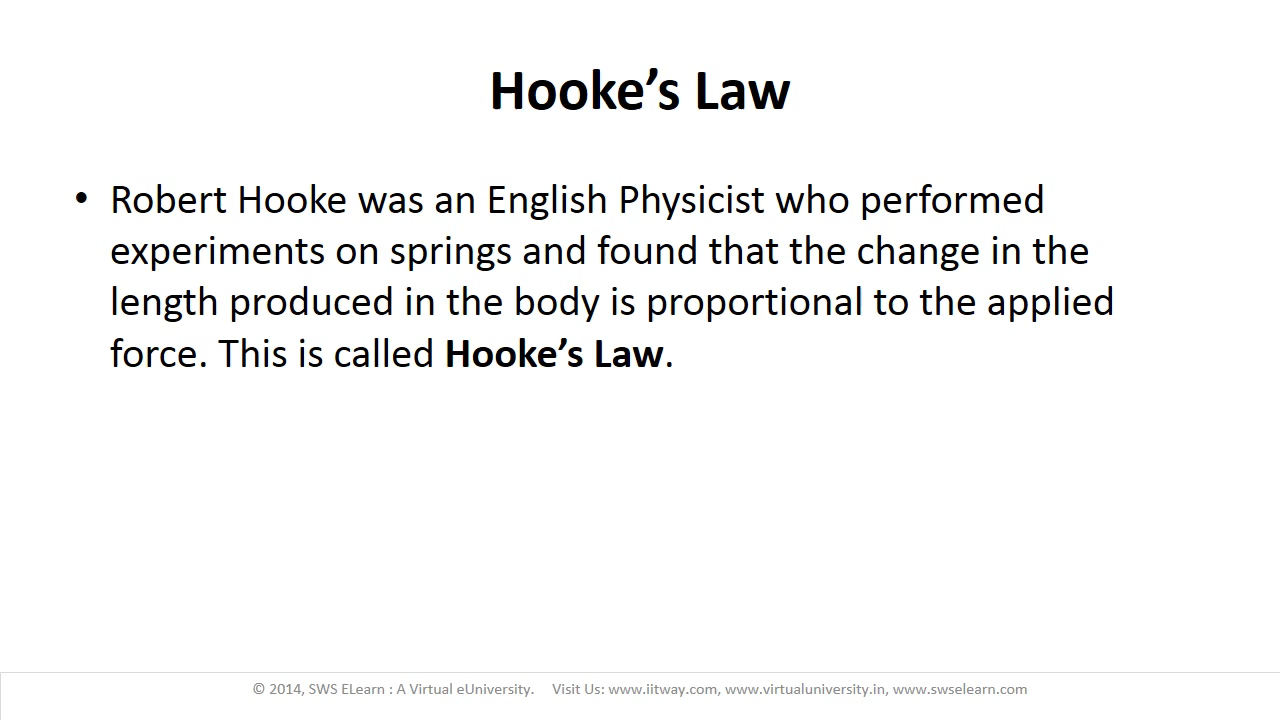 Hooke’s Law
• Robert Hooke was an English Physicist who performed
experiments on springs and found that the change in the
length produced in the body is proportional to the applied
force. This is called Hooke’s Law.
© 2014, SWS ELearn : A Virtual eUniversity. Visit Us: www.iitway.com, www.virtualuniversity.in, www.swselearn.com